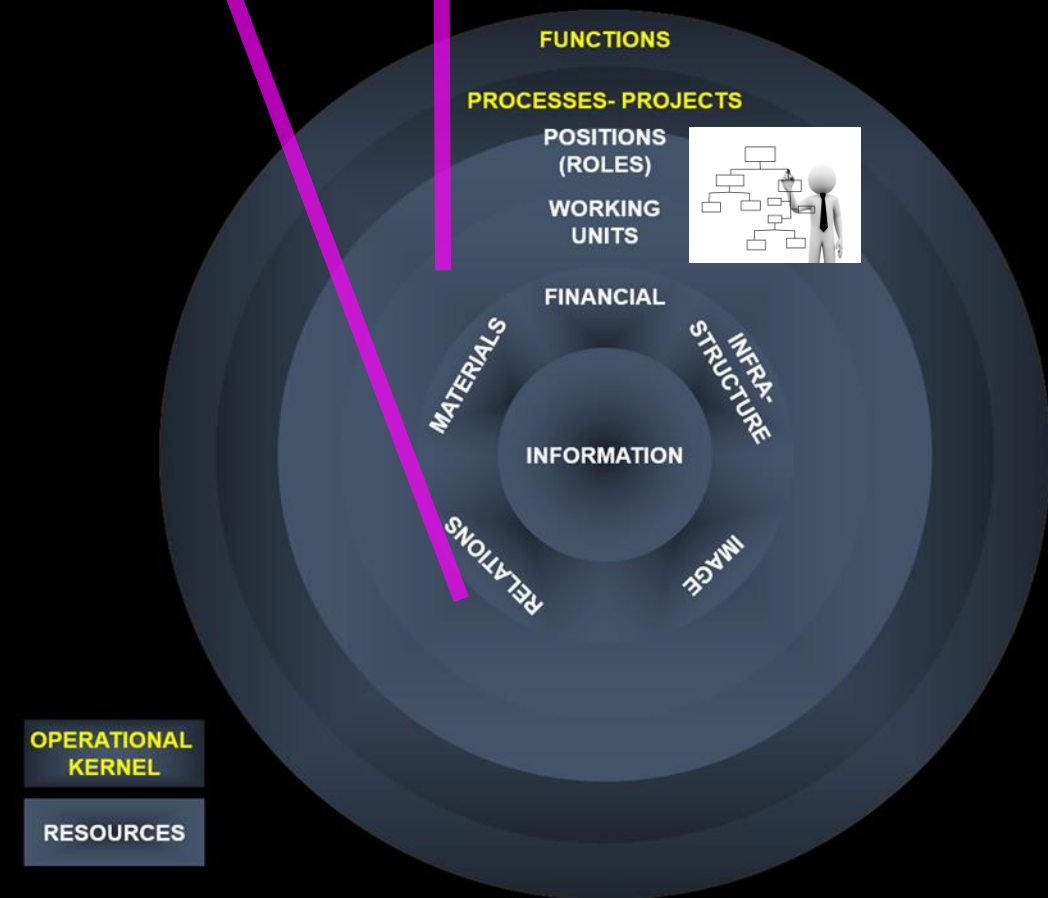 FUNCTIONS
PROCESSES- PROJECTS
POSITIONS
(ROLES)
WORKING
UNITS
FINANCIAL
MATERIALS
INFRA-
STRUCTURE
INFORMATION
RELATIONS
IMAGE
OPERATIONAL
KERNEL
RESOURCES